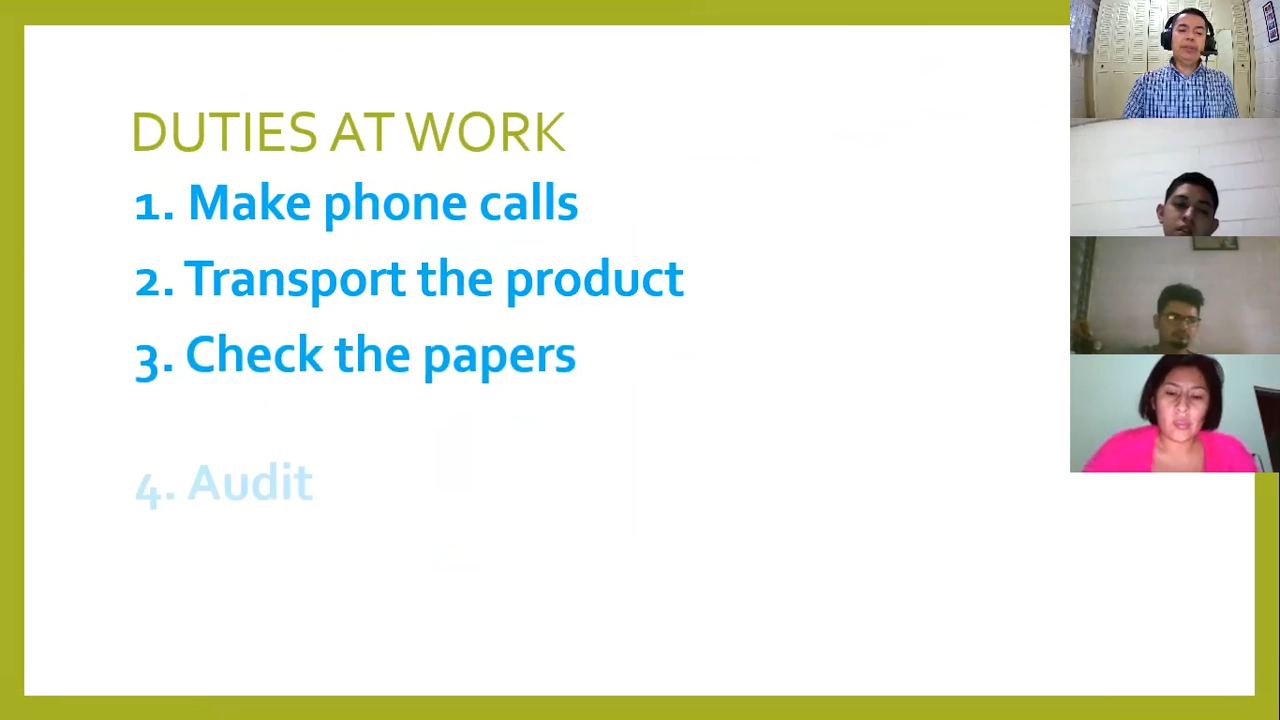 DUTIES AT WORK
1. Make phone calls
2. Transport the product
3. Check the papers
4. Audit